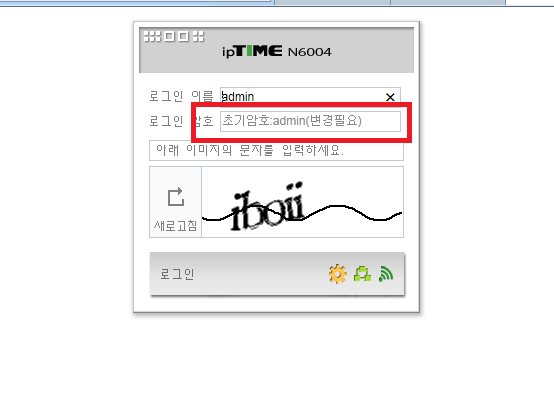 ipTIME N6004
로그인 이름 admin
로그인 암호 초기암호:admin(변경필요)
아래 이미지의 문자를 입력하세요.
새로고침 iboii
로그인